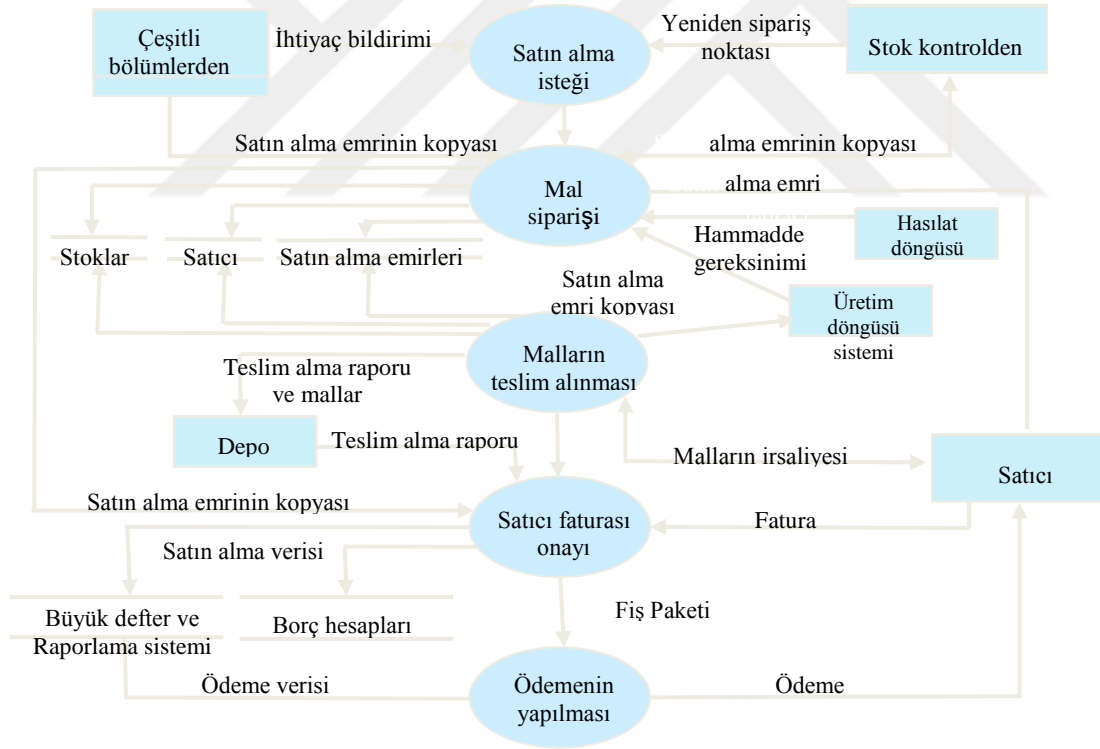 Çeşitli
bölümlerden
İhtiyaç bildirimi
Satın alma
isteği
Yeniden sipariş
noktası
Stok kontrolden
Satın alma emrinin kopyası
alma emrinin kopyası
Mal
siparişi
alma emri
Hasılat
döngüsü
Stoklar
Satıcı
Satın alma emirleri
Hammadde
gereksinimi
Satın alma
emri kopyası
Üretim
döngüsü
sistemi
Malların
teslim alınması
Teslim alma raporu
ve mallar
Depo
Teslim alma raporu
Malların irsaliyesi
Satıcı
Satın alma emrinin kopyası
Satıcı faturası
onayı
Fatura
Satın alma verisi
Büyük defter ve
Raporlama sistemi
Borç hesapları
Fiş Paketi
Ödeme verisi
Ödemenin
yapılması
Ödeme